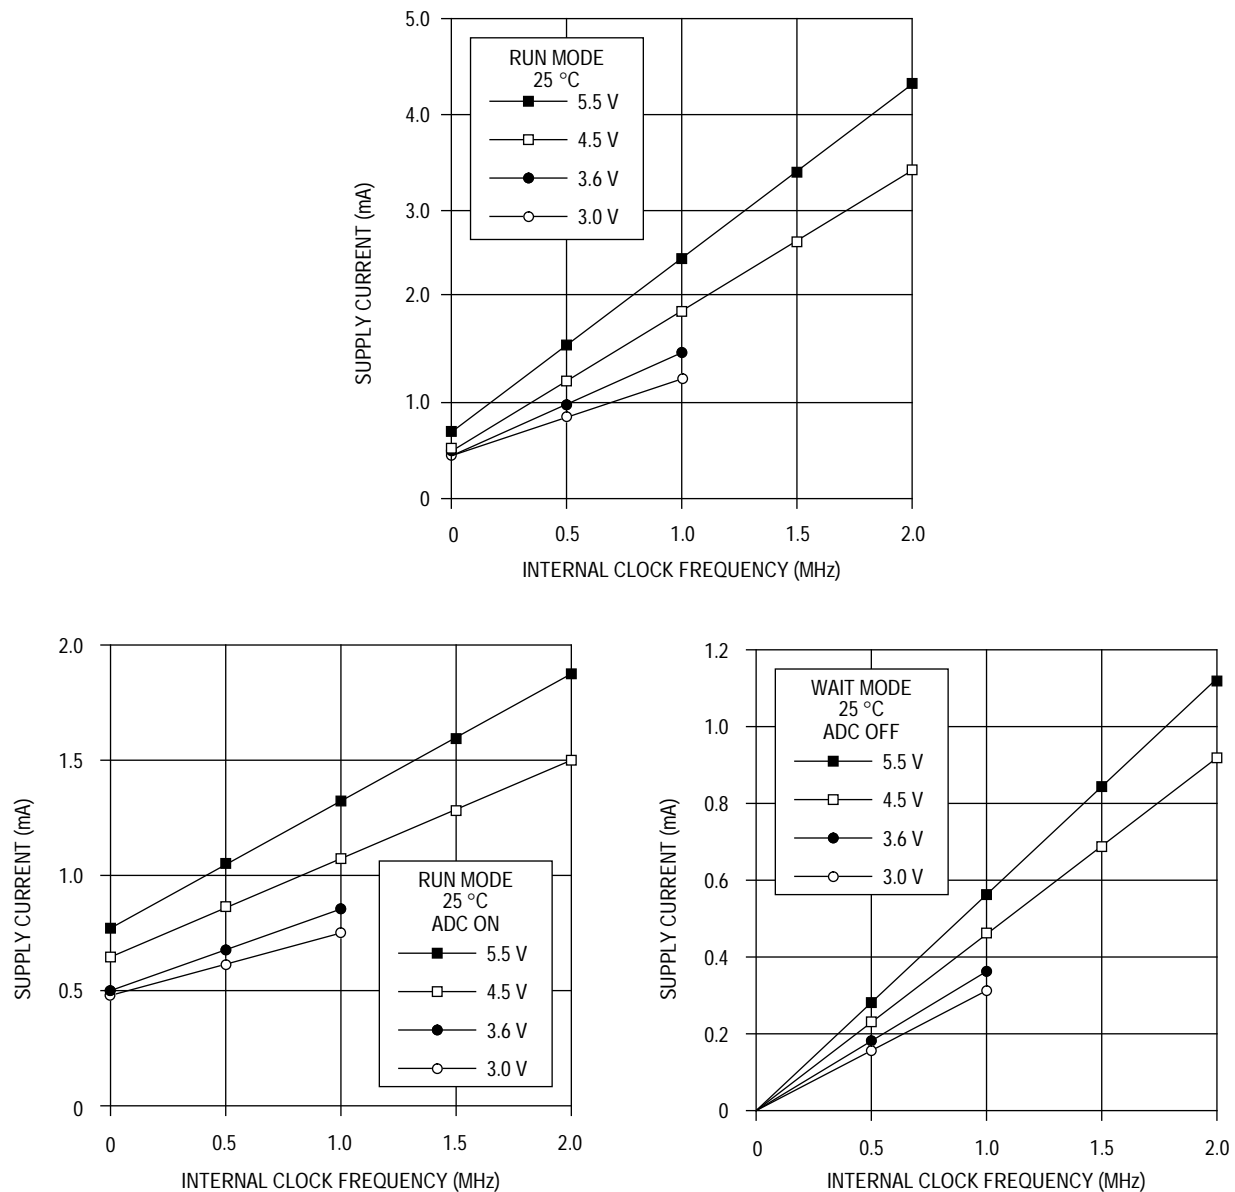 5.0
4.0
3.0
2.0
1.0
0
SUPPLY CURRENT (mA)
RUN MODE
25 °C
5.5 V
4.5 V
3.6 V
3.0 V
0 0.5 1.0 1.5 2.0
INTERNAL CLOCK FREQUENCY (MHz)
2.0
1.5
1.0
0.5
0
SUPPLY CURRENT (mA)
RUN MODE
25 °C
ADC ON
5.5 V
4.5 V
3.6 V
3.0 V
0 0.5 1.0 1.5 2.0
INTERNAL CLOCK FREQUENCY (MHz)
1.2
1.0
0.8
0.6
0.4
0.2
0
SUPPLY CURRENT (mA)
WAIT MODE
25 °C
ADC OFF
5.5 V
4.5 V
3.6 V
3.0 V
0 0.5 1.0 1.5 2.0
INTERNAL CLOCK FREQUENCY (MHz)